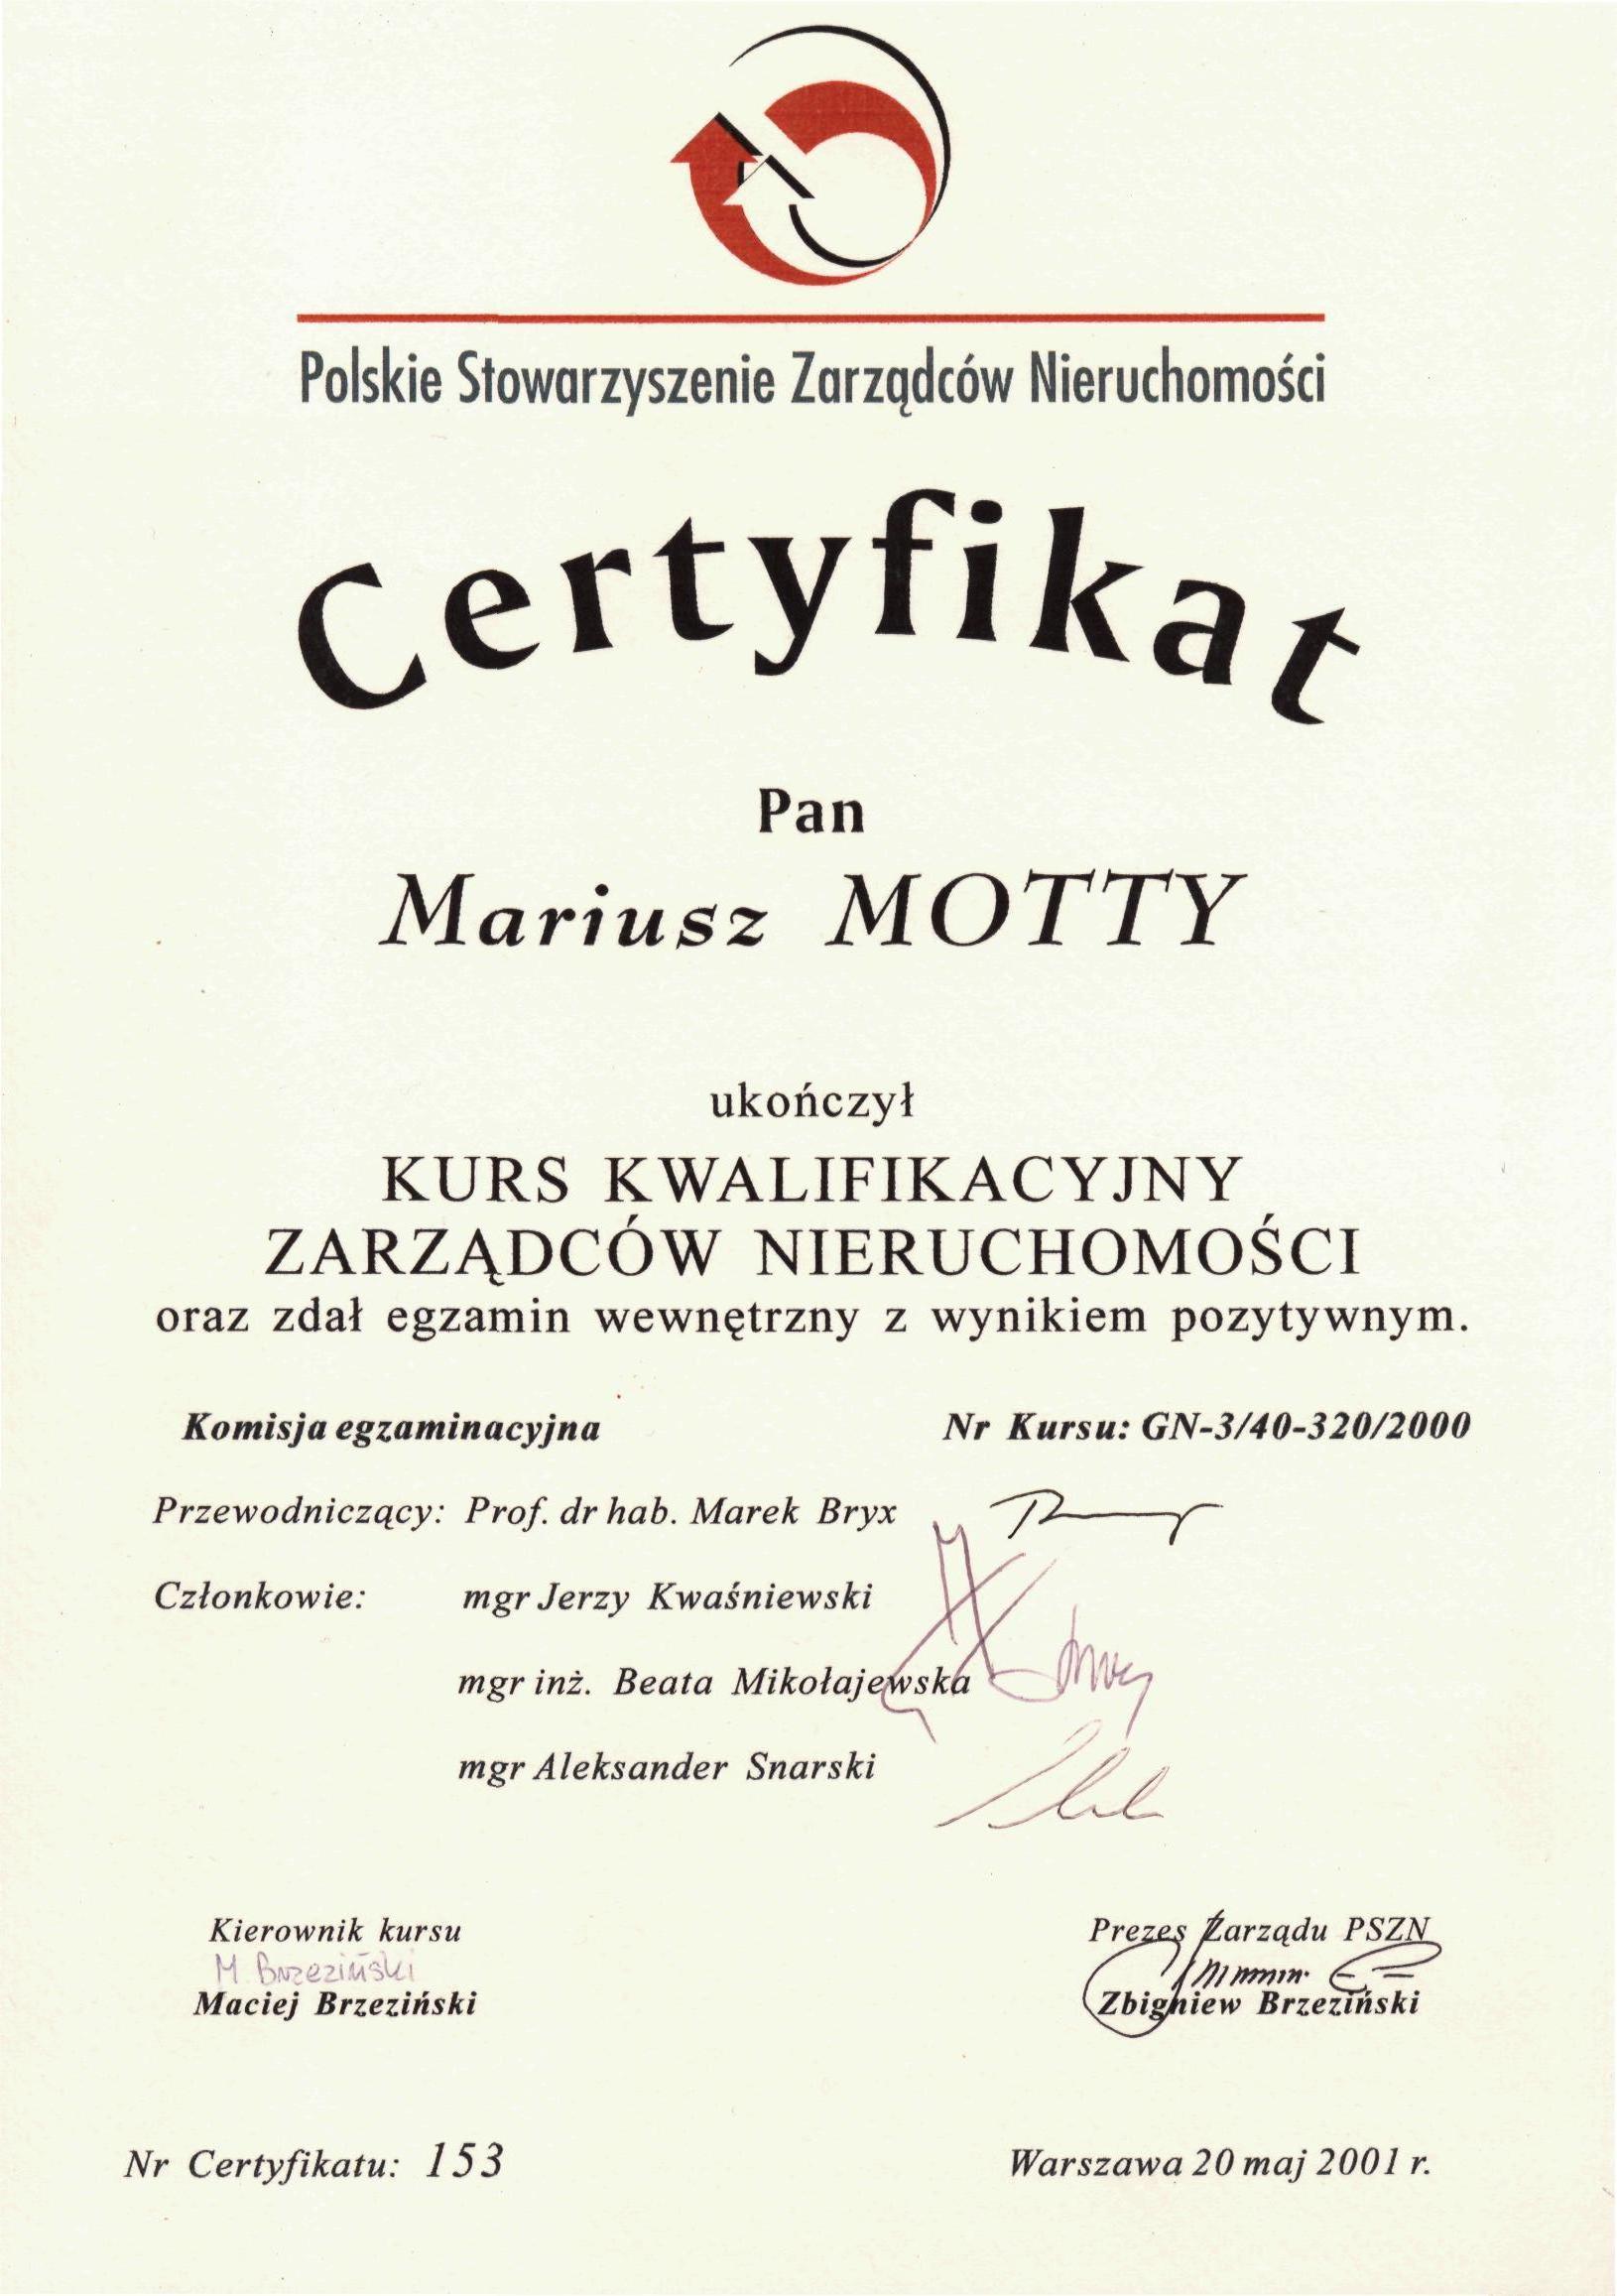 Polskie Stowarzyszenie Zarządców Nieruchomości
Certyfikat
Pan
Mariusz MOTTY
ukończył
KURS KWALIFIKACYJNY
ZARZĄDCÓW NIERUCHOMOŚCI
oraz zdał egzamin wewnętrzny z wynikiem pozytywnym.
Komisja egzaminacyjna Nr Kursu: GN-3/40-320/2000
Przewodniczący: Prof. dr hab. Marek Bryx
Członkowie: mgr Jerzy Kwaśniewski
mgr inż. Beata Mikołajewska
mgr Aleksander Snarski
Kierownik kursu Prezes Zarządu PSZN
M Brzeziński
Maciej Brzeziński Zbigniew Brzeziński
Nr Certyfikatu: 153 Warszawa 20 maj 2001 r.